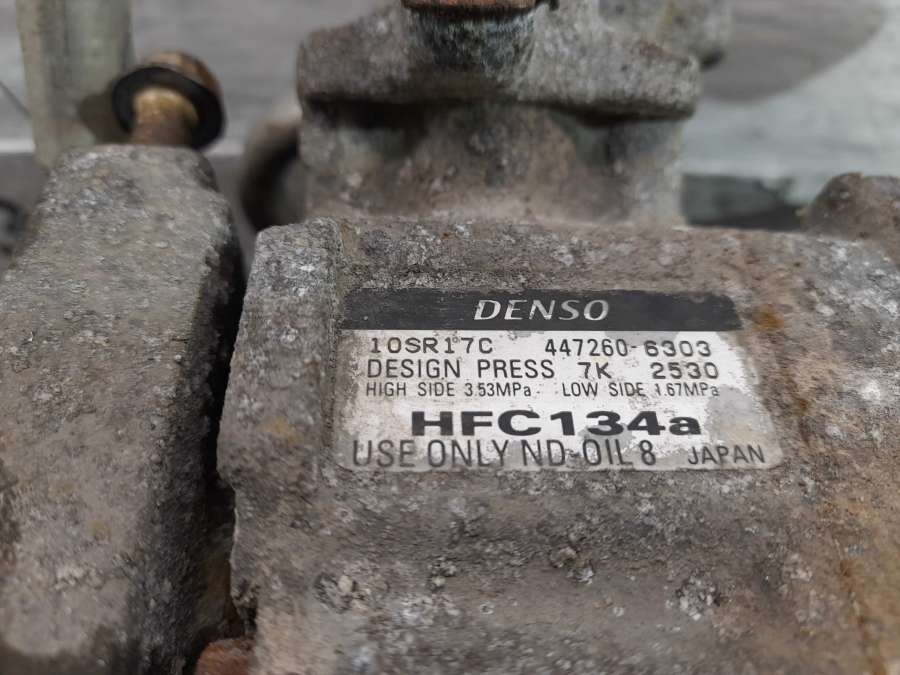 DENSO
10SR17C 447260-6303
DESIGN PRESS 7K 2530
HIGH SIDE 3.53MPa LOW SIDE 1.67MPa
HFC134a
USE ONLY ND-OIL 8 JAPAN